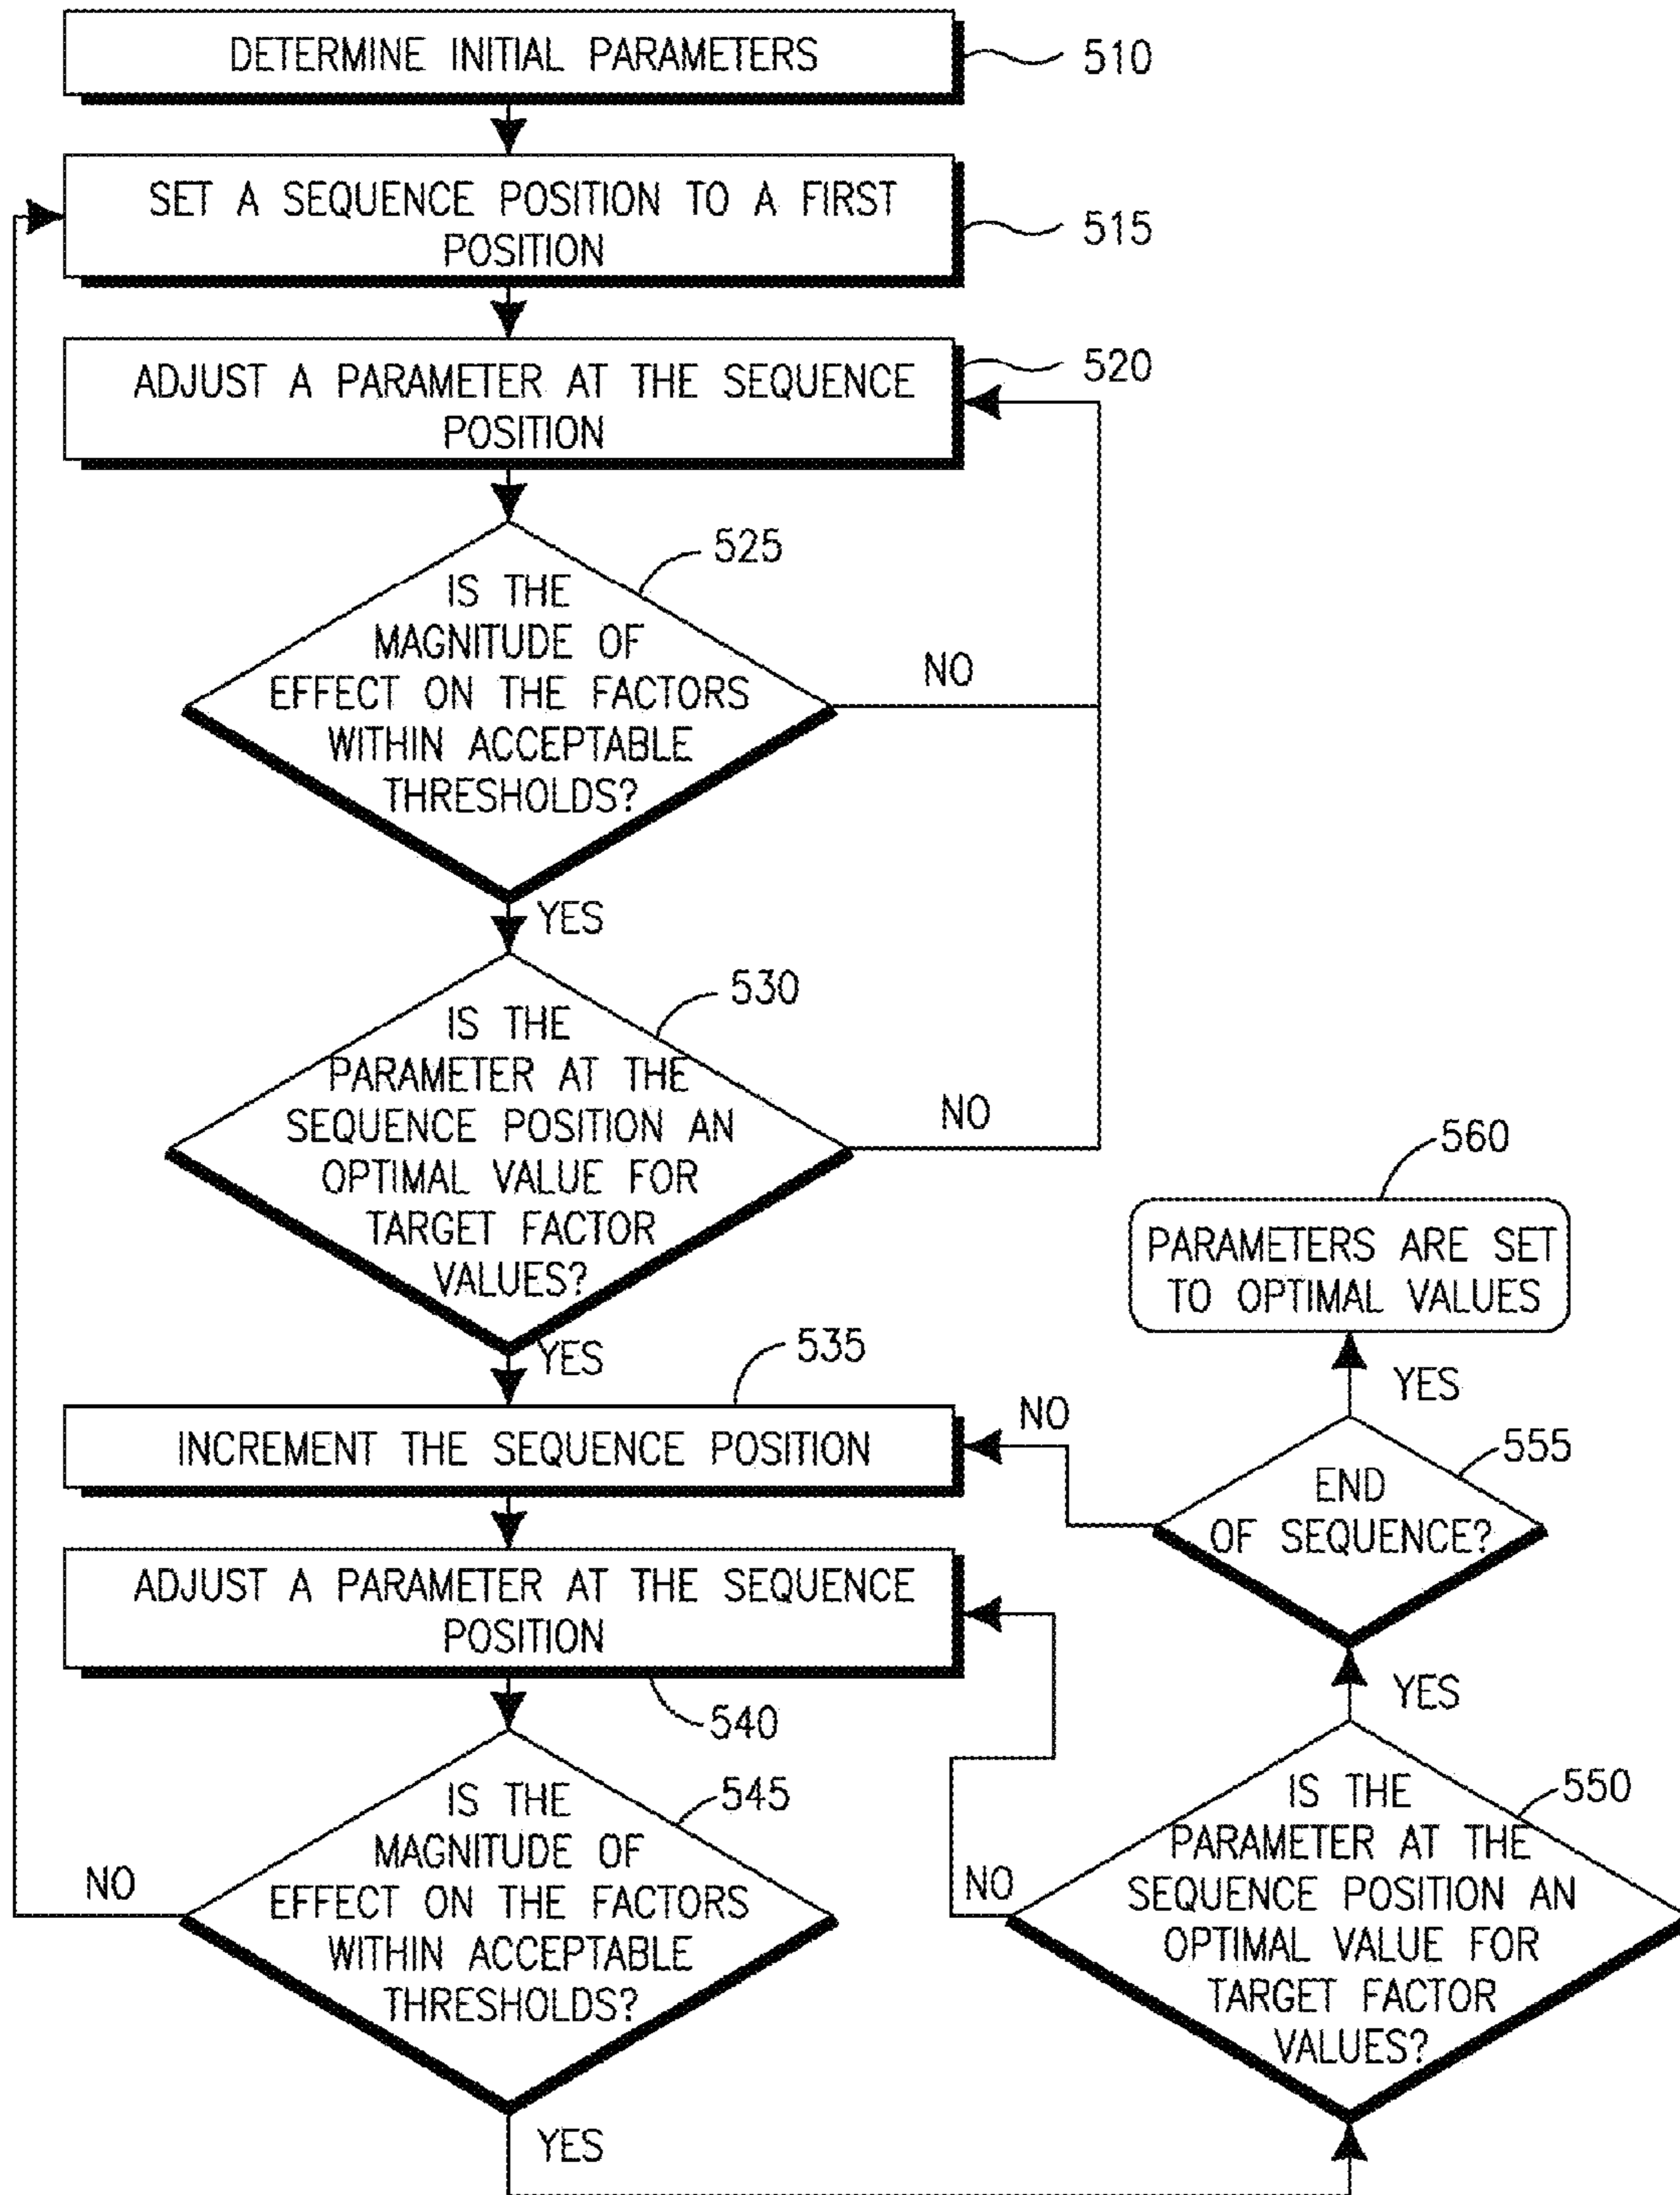 DETERMINE INITIAL PARAMETERS
510
SET A SEQUENCE POSITION TO A FIRST
POSITION
515
ADJUST A PARAMETER AT THE SEQUENCE
POSITION
520
525
IS THE
MAGNITUDE OF
EFFECT ON THE FACTORS
WITHIN ACCEPTABLE
THRESHOLDS?
NO
YES
530
IS THE
PARAMETER AT THE
SEQUENCE POSITION AN
OPTIMAL VALUE FOR
TARGET FACTOR
VALUES?
NO
YES
535
INCREMENT THE SEQUENCE POSITION
ADJUST A PARAMETER AT THE SEQUENCE
POSITION
540
545
IS THE
MAGNITUDE OF
EFFECT ON THE FACTORS
WITHIN ACCEPTABLE
THRESHOLDS?
NO
YES
550
IS THE
PARAMETER AT THE
SEQUENCE POSITION AN
OPTIMAL VALUE FOR
TARGET FACTOR
VALUES?
NO
YES
555
END
OF SEQUENCE?
NO
YES
560
PARAMETERS ARE SET
TO OPTIMAL VALUES